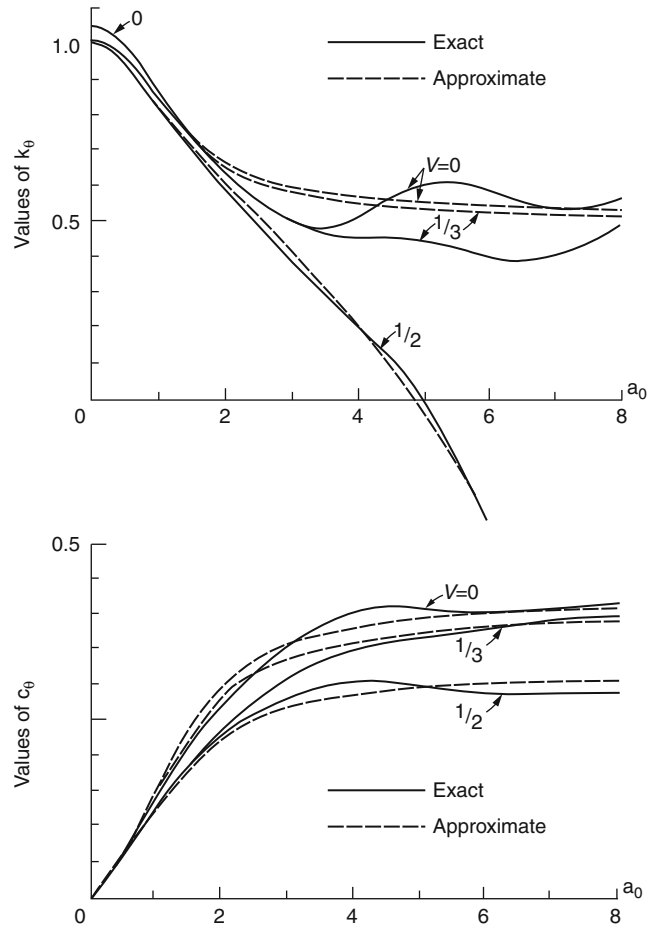 0
1.0
Exact
Approximate
V=0
Values of kθ
0.5
1/3
1/2
a0
0
2
4
6
8
0.5
V=0
1/3
Values of cθ
1/2
Exact
Approximate
a0
0
2
4
6
8